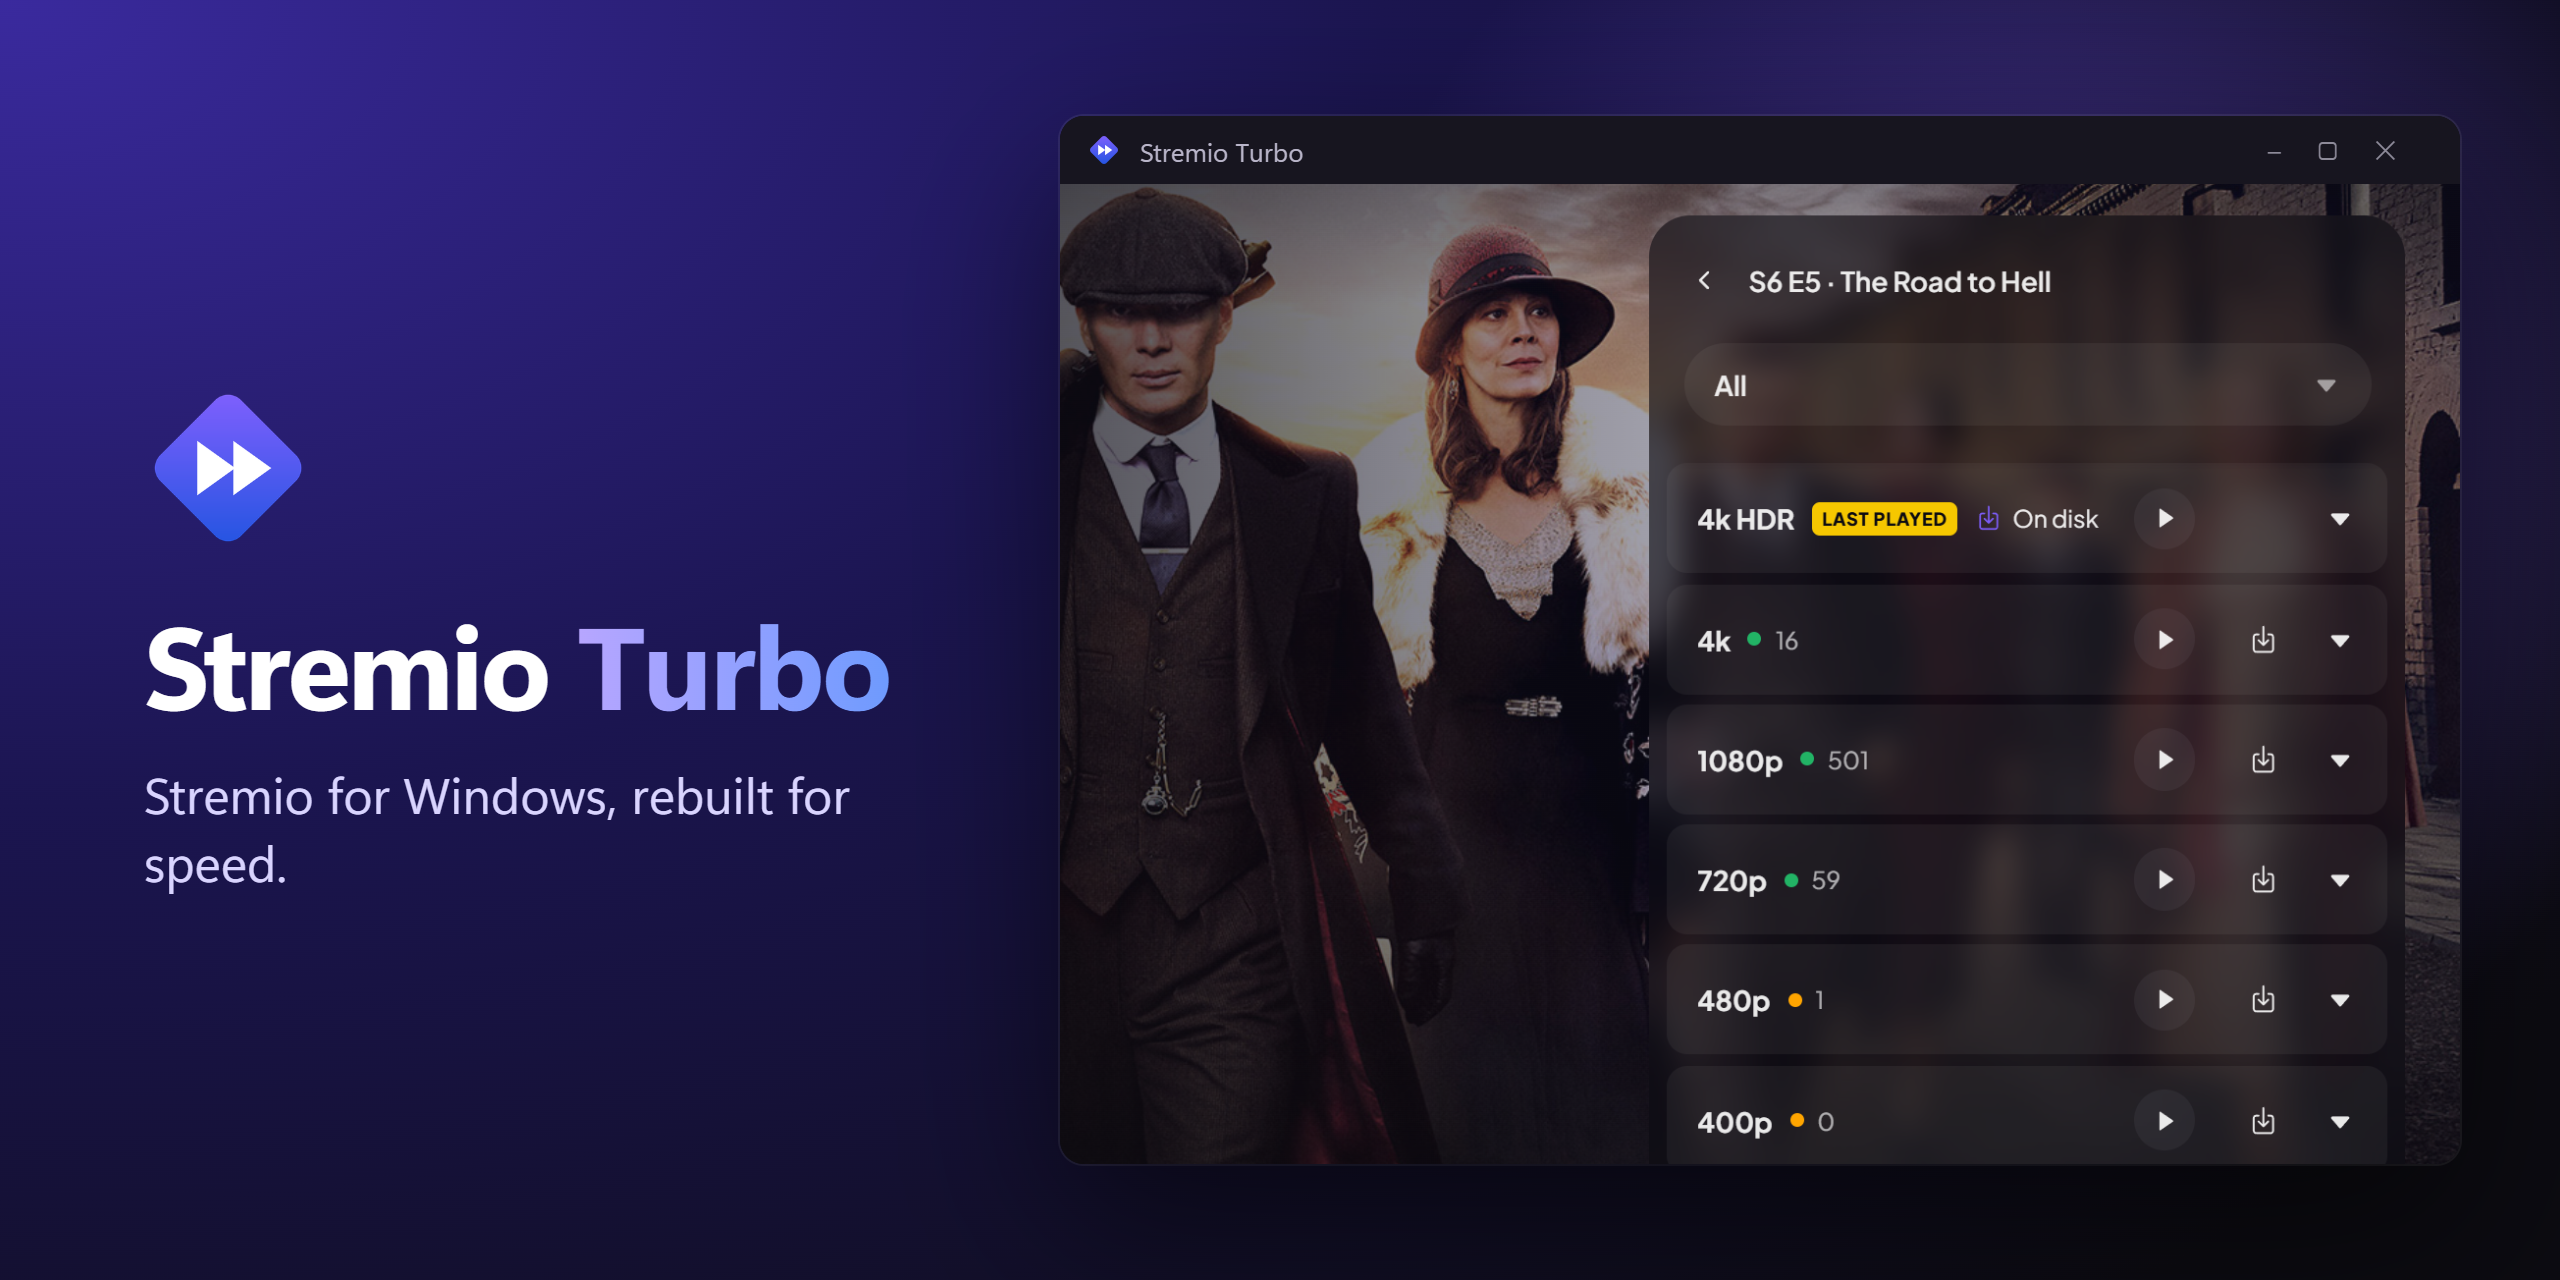 Stremio Turbo
Stremio for Windows, rebuilt for
speed.
Stremio Turbo
S6 E5 · The Road to Hell
All
4k HDR LAST PLAYED On disk
4k 16
1080p 501
720p 59
480p 1
400p 0